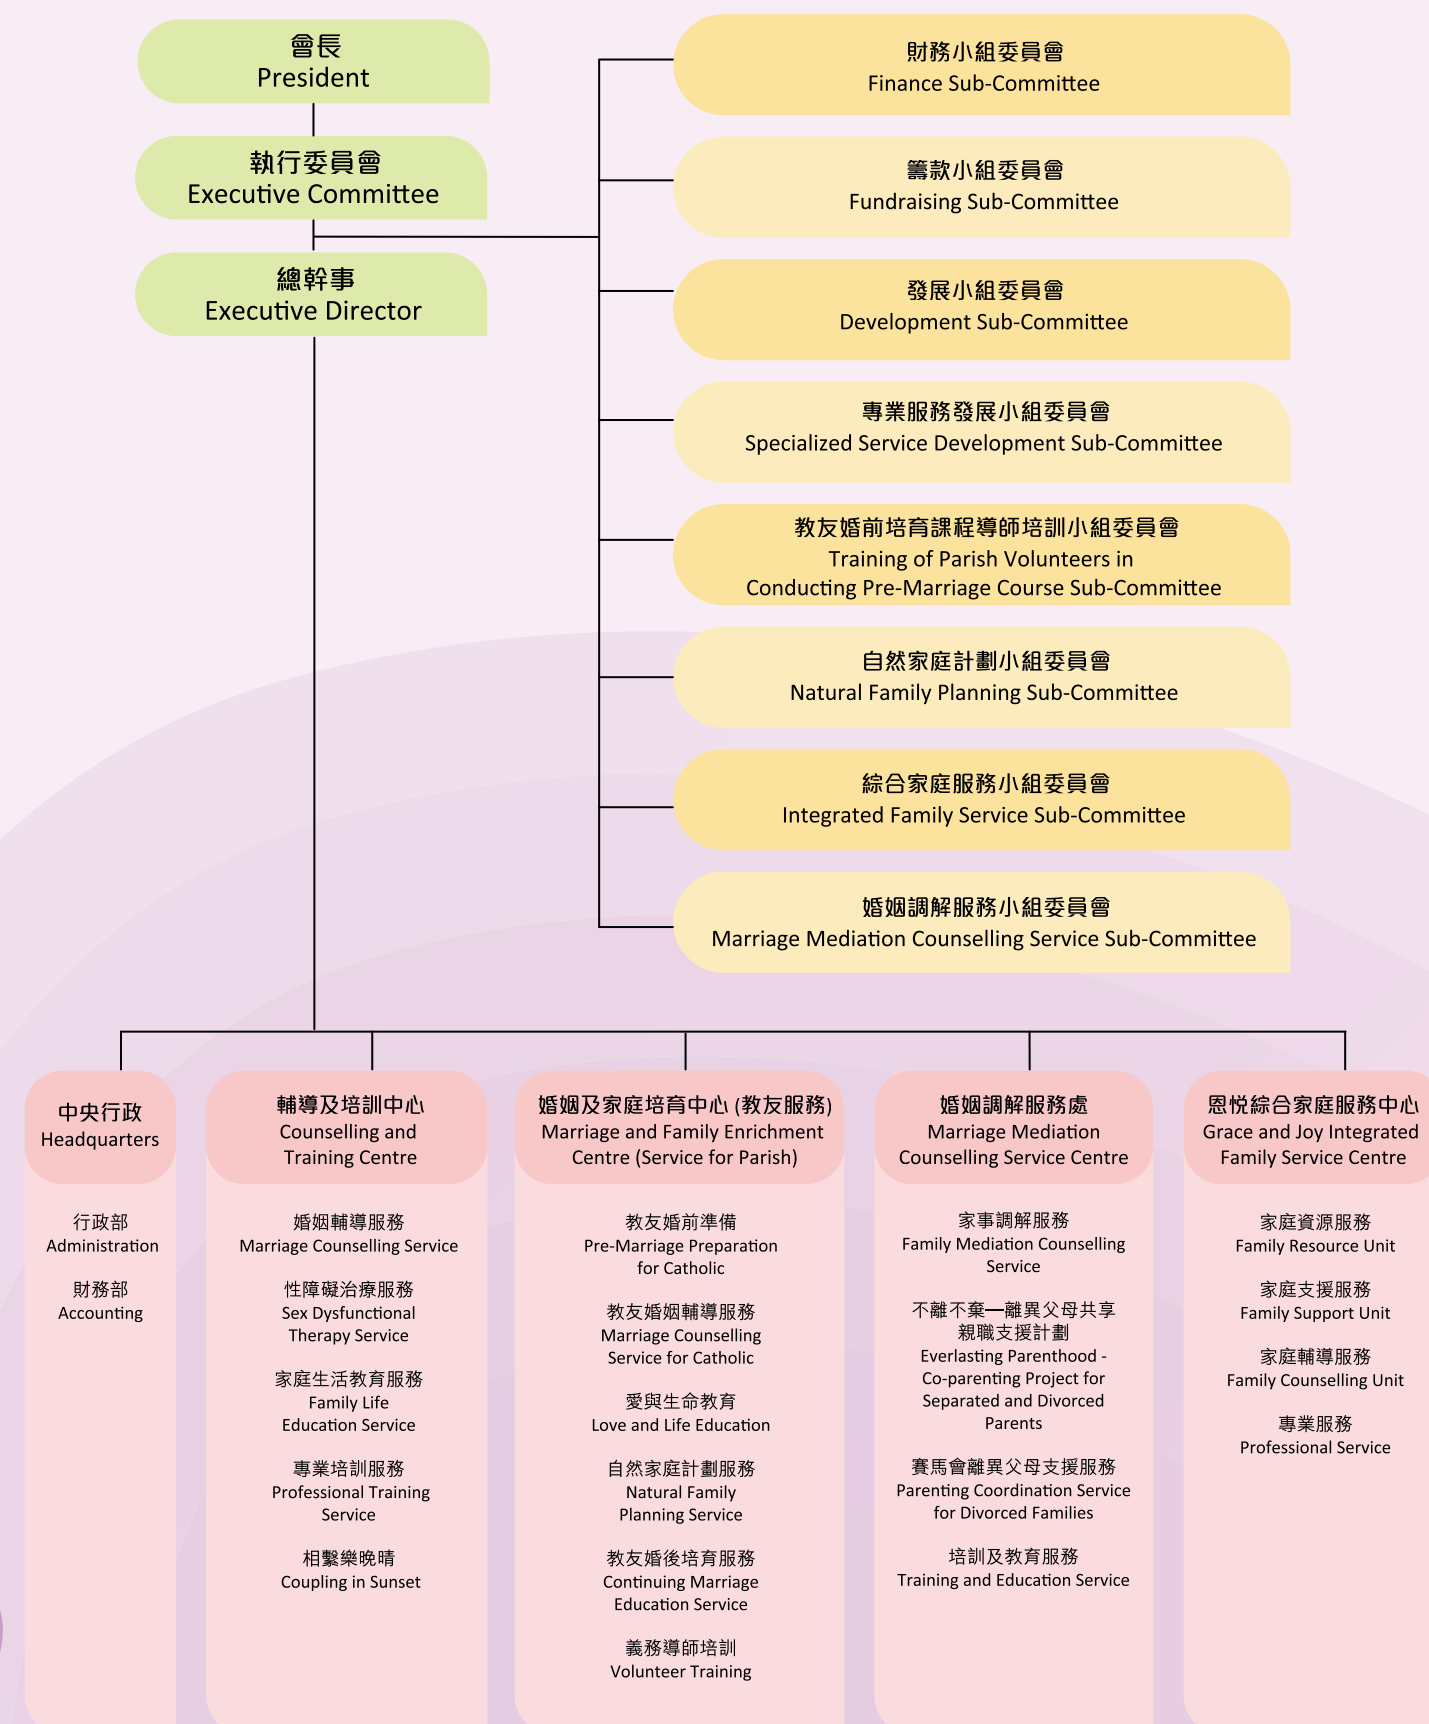 會長
President
執行委員會
Executive Committee
總幹事
Executive Director
財務小組委員會
Finance Sub-Committee
籌款小組委員會
Fundraising Sub-Committee
發展小組委員會
Development Sub-Committee
專業服務發展小組委員會
Specialized Service Development Sub-Committee
教友婚前培育課程導師培訓小組委員會
Training of Parish Volunteers in
Conducting Pre-Marriage Course Sub-Committee
自然家庭計劃小組委員會
Natural Family Planning Sub-Committee
綜合家庭服務小組委員會
Integrated Family Service Sub-Committee
婚姻調解服務小組委員會
Marriage Mediation Counselling Service Sub-Committee
中央行政
Headquarters
行政部
Administration
財務部
Accounting
輔導及培訓中心
Counselling and
Training Centre
婚姻輔導服務
Marriage Counselling Service
性障礙治療服務
Sex Dysfunctional
Therapy Service
家庭生活教育服務
Family Life
Education Service
專業培訓服務
Professional Training
Service
相繫樂晚晴
Coupling in Sunset
婚姻及家庭培育中心 (教友服務)
Marriage and Family Enrichment
Centre (Service for Parish)
教友婚前準備
Pre-Marriage Preparation
for Catholic
教友婚姻輔導服務
Marriage Counselling
Service for Catholic
愛與生命教育
Love and Life Education
自然家庭計劃服務
Natural Family
Planning Service
教友婚後培育服務
Continuing Marriage
Education Service
義務導師培訓
Volunteer Training
婚姻調解服務處
Marriage Mediation
Counselling Service Centre
家事調解服務
Family Mediation Counselling
Service
不離不棄—離異父母共享
親職支援計劃
Everlasting Parenthood -
Co-parenting Project for
Separated and Divorced
Parents
賽馬會離異父母支援服務
Parenting Coordination Service
for Divorced Families
培訓及教育服務
Training and Education Service
恩悅綜合家庭服務中心
Grace and Joy Integrated
Family Service Centre
家庭資源服務
Family Resource Unit
家庭支援服務
Family Support Unit
家庭輔導服務
Family Counselling Unit
專業服務
Professional Service